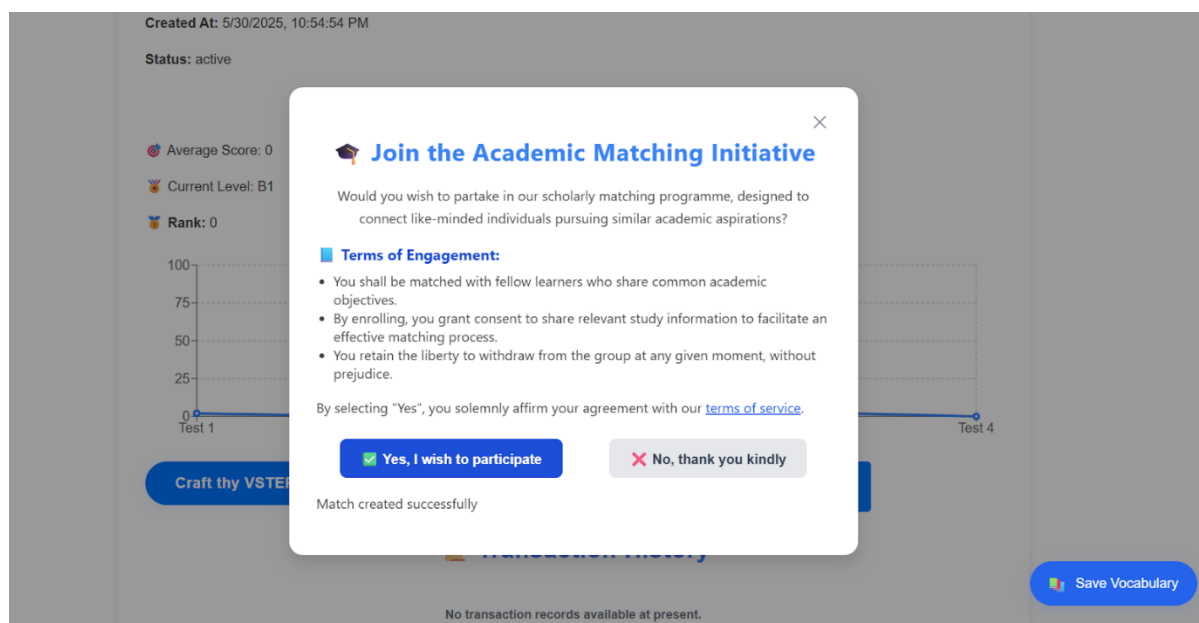 Created At: 5/30/2025, 10:54:54 PM
Status: active
🎯 Average Score: 0
🏅 Current Level: B1
🏅 Rank: 0
100
75
50
25
0
Test 1
Test 4
×
🎓 Join the Academic Matching Initiative
Would you wish to partake in our scholarly matching programme, designed to
connect like-minded individuals pursuing similar academic aspirations?
📘 Terms of Engagement:
• You shall be matched with fellow learners who share common academic
objectives.
• By enrolling, you grant consent to share relevant study information to facilitate an
effective matching process.
• You retain the liberty to withdraw from the group at any given moment, without
prejudice.
By selecting "Yes", you solemnly affirm your agreement with our terms of service.
✅ Yes, I wish to participate
❌ No, thank you kindly
Match created successfully
Craft thy
Transaction History
No transaction records available at present.
Save Vocabulary